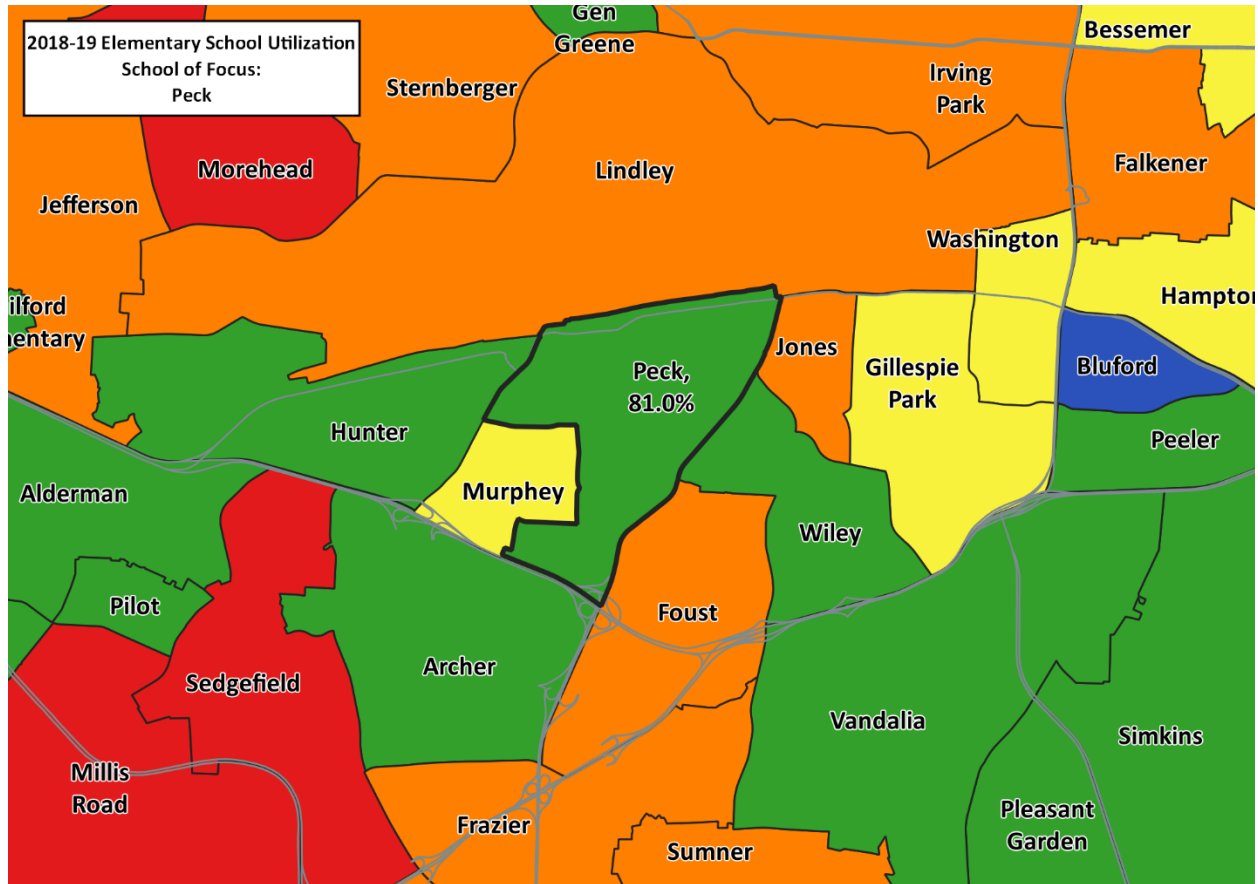 2018-19 Elementary School Utilization
School of Focus:
Peck
Gen
Greene
Bessemer
Sternberger
Irving
Park
Morehead
Lindley
Falkener
Jefferson
Washington
Hampton
ilford
nentary
Jones
Peck,
81.0%
Gillespie
Park
Bluford
Hunter
Peeler
Alderman
Murphey
Wiley
Pilot
Foust
Archer
Sedgefield
Vandalia
Simkins
Millis
Road
Pleasant
Garden
Frazier
Sumner